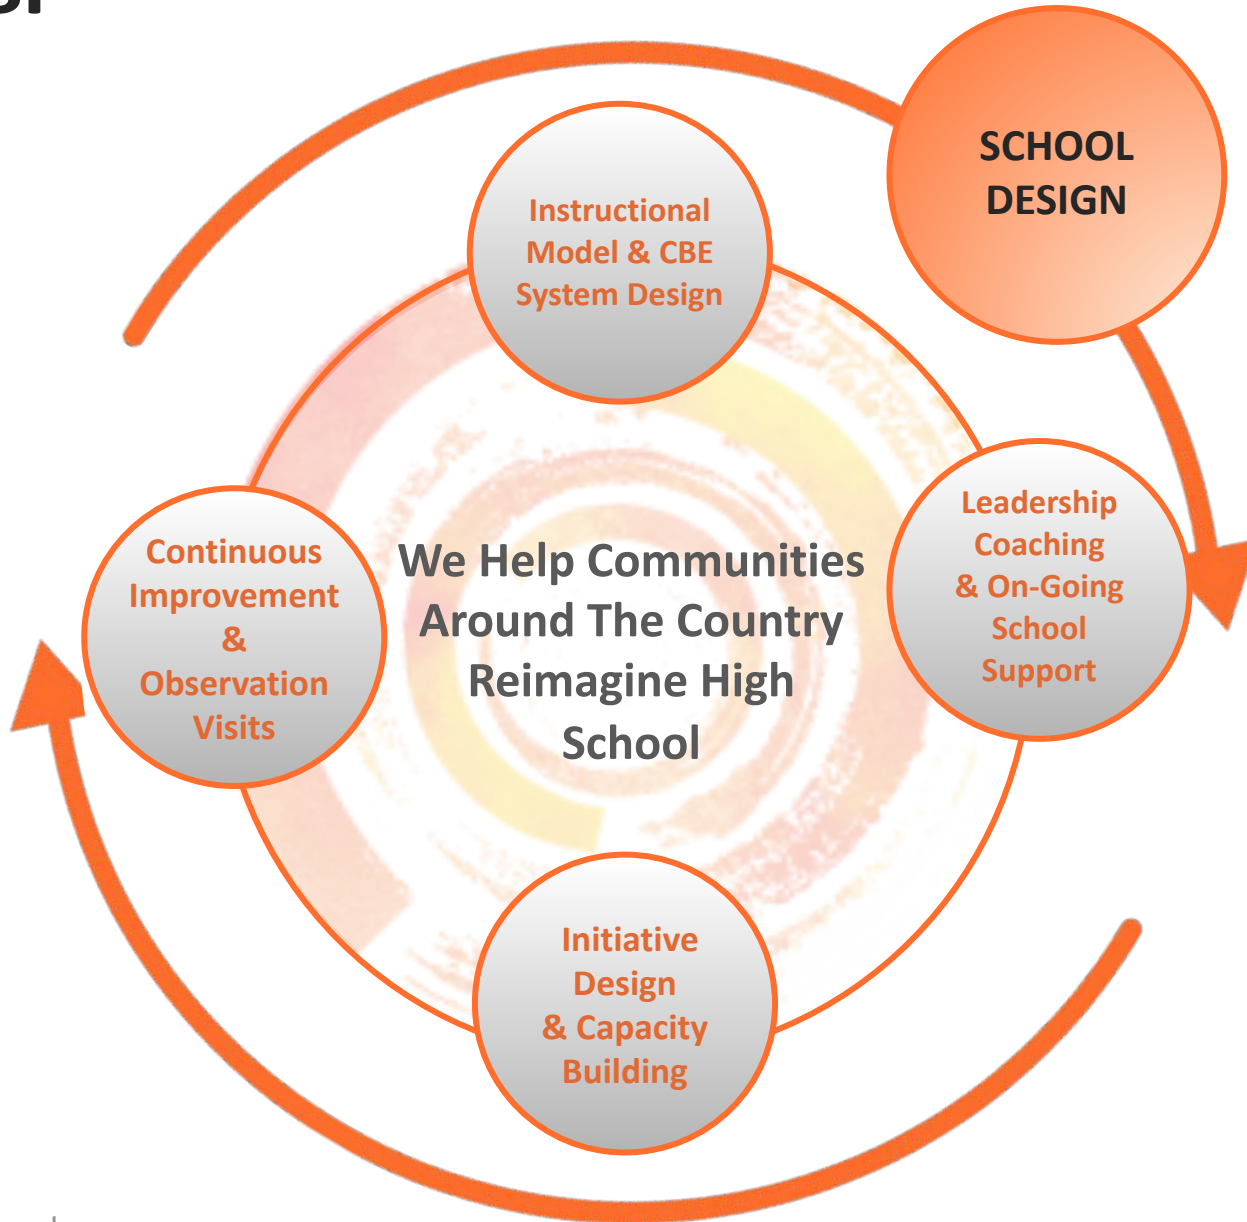 SCHOOL
DESIGN
Instructional
Model & CBE
System Design
Leadership
Coaching
& On-Going
School
Support
Continuous
Improvement
&
Observation
Visits
We Help Communities
Around The Country
Reimagine High
School
Initiative
Design
& Capacity
Building